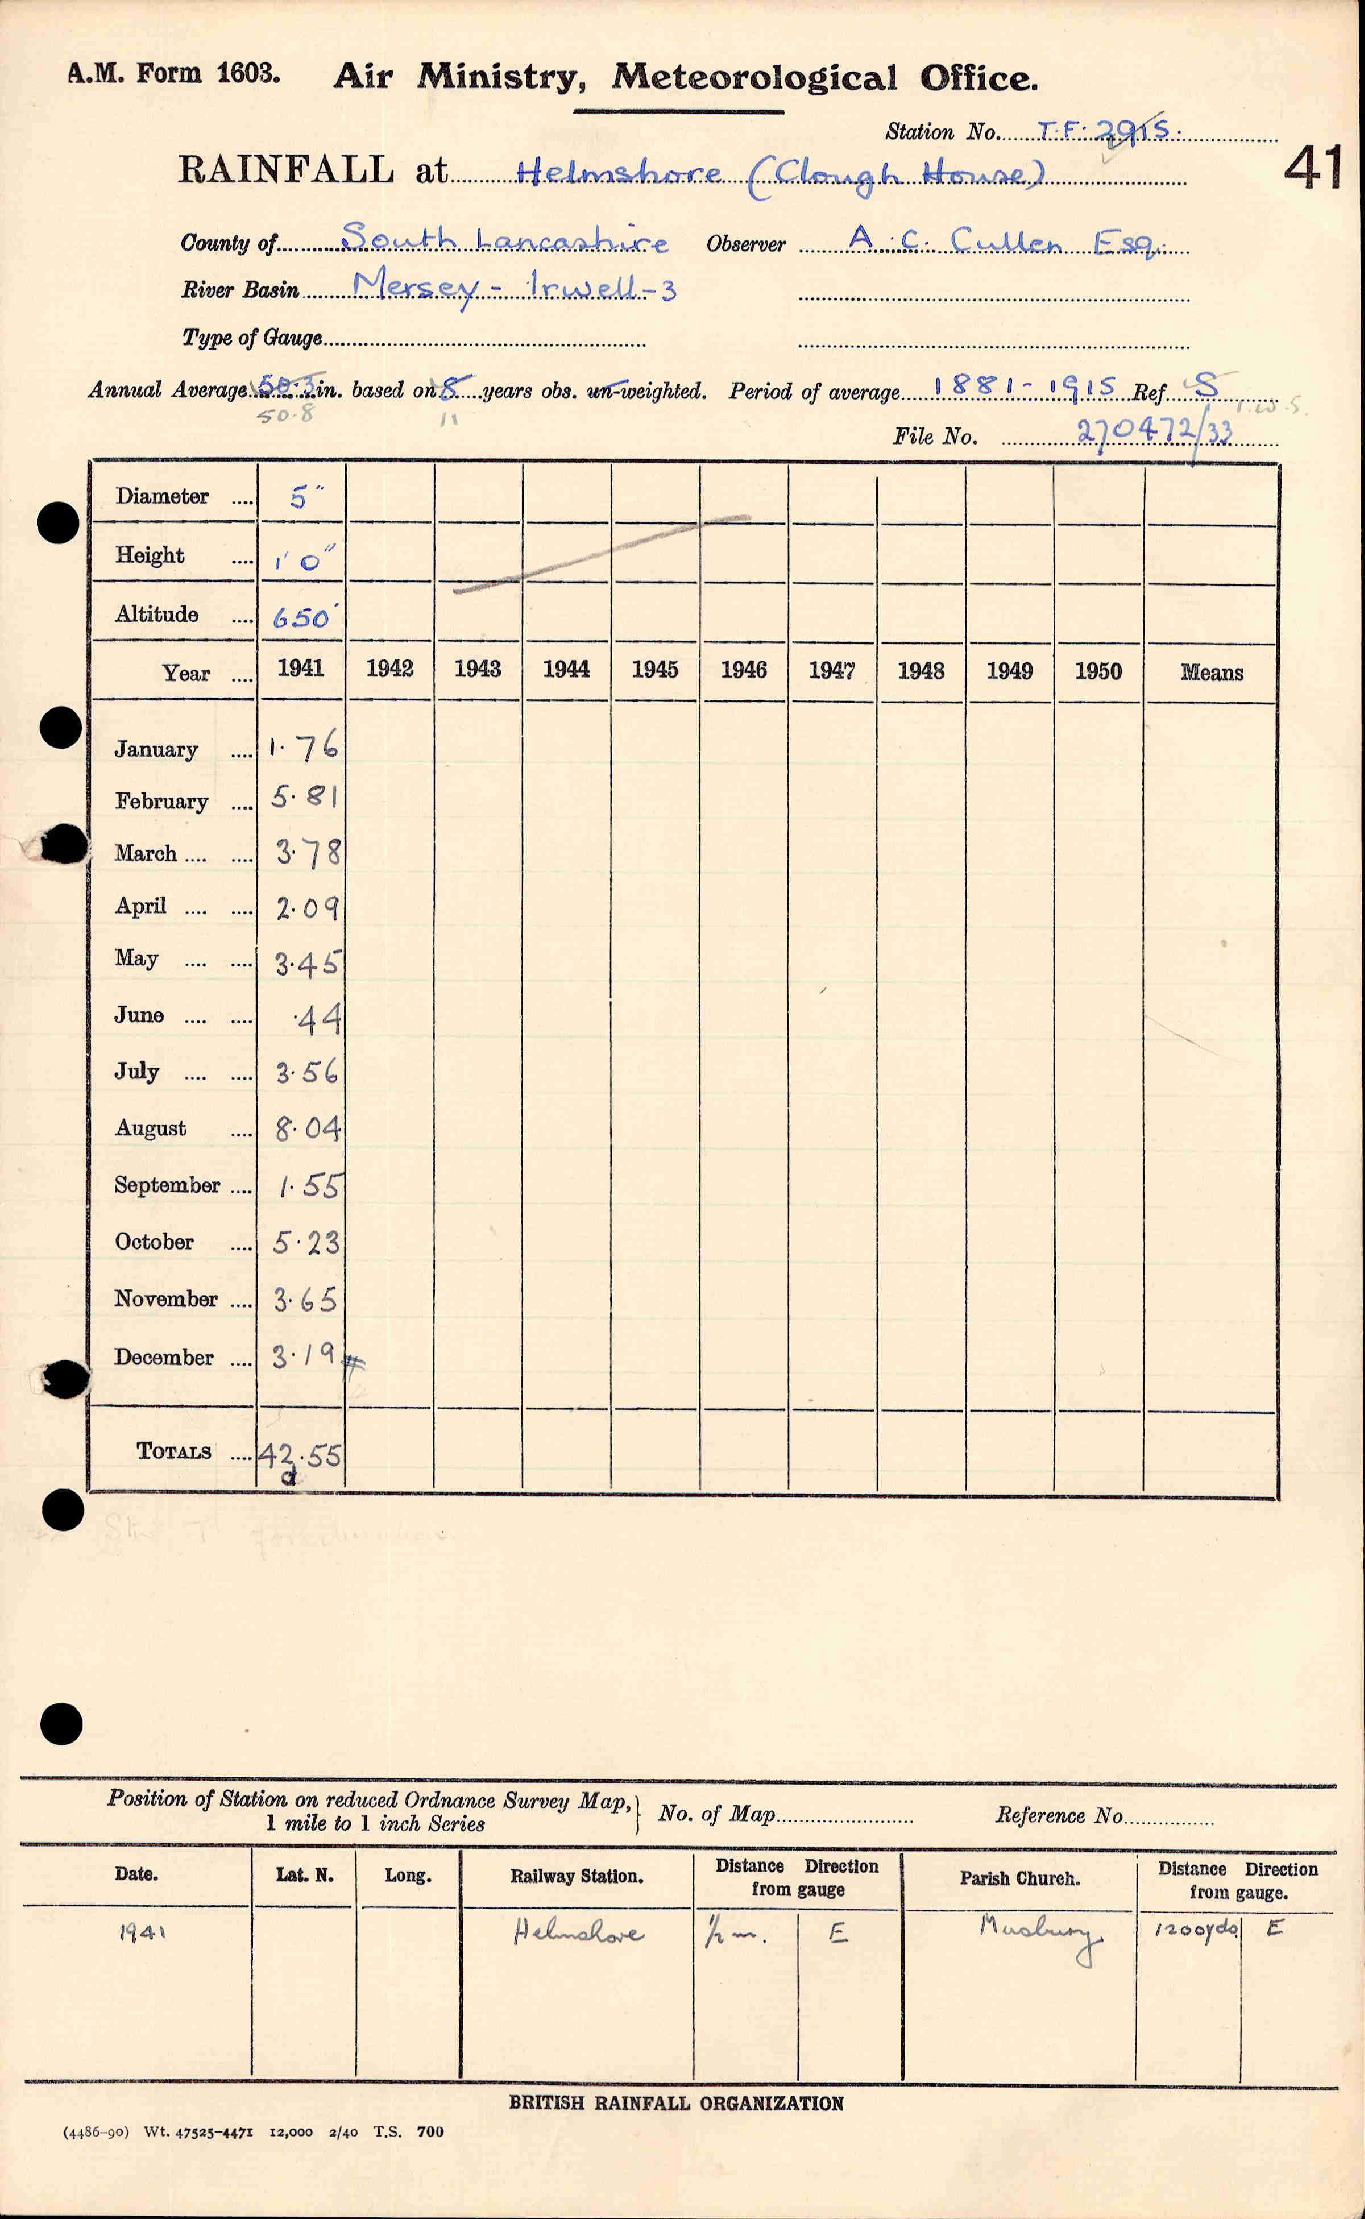 A.M. Form 1603. Air Ministry, Meteorological Office.
Station No. T.F. 2915.
41
RAINFALL at Helmshore (Clough House)
County of South Lancashire Observer A. C. Cullen Esq.
River Basin Mersey - Irwell - 3
Type of Gauge
Annual Average 50.3 in. based on 8 years obs. un-weighted. Period of average 1881 - 1915 Ref S
50.8 11
File No. 270472/33
Diameter .... 5"
Height .... 1' 0"
Altitude .... 650'
Year .... 1941 1942 1943 1944 1945 1946 1947 1948 1949 1950 Means
January .... 1.76
February .... 5.81
March .... .... 3.78
April .... .... 2.09
May .... .... 3.45
June .... .... .44
July .... .... 3.56
August .... 8.04
September .... 1.55
October .... 5.23
November .... 3.65
December .... 3.19 #
TOTALS .... 42.55
d
Position of Station on reduced Ordnance Survey Map, 1 mile to 1 inch Series } No. of Map Reference No.
Date. Lat. N. Long. Railway Station. Distance Direction from gauge Parish Church. Distance Direction from gauge.
1941 Helmshore 1/2 m. E Musbury 1200yds E
BRITISH RAINFALL ORGANIZATION
(4486-90) Wt. 47525-4471 12,000 2/40 T.S. 700